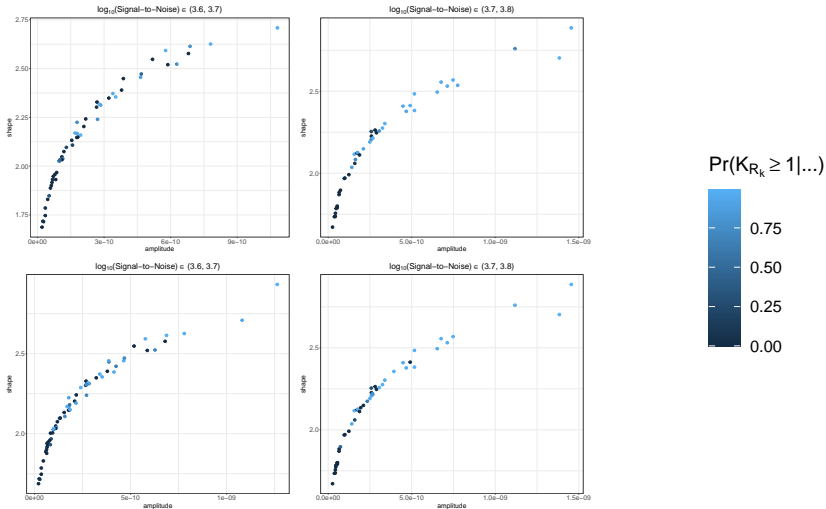 log₁₀(Signal−to−Noise) ∈ (3.6, 3.7)
2.75
2.50
2.25
2.00
1.75
shape
0e+00 3e−10 6e−10 9e−10
amplitude
log₁₀(Signal−to−Noise) ∈ (3.7, 3.8)
2.5
2.0
shape
0.0e+00 5.0e−10 1.0e−09 1.5e−09
amplitude
log₁₀(Signal−to−Noise) ∈ (3.6, 3.7)
2.5
2.0
shape
0e+00 5e−10 1e−09
amplitude
log₁₀(Signal−to−Noise) ∈ (3.7, 3.8)
2.5
2.0
shape
0.0e+00 5.0e−10 1.0e−09 1.5e−09
amplitude
Pr(K_{R_k} ≥ 1|...)
0.75
0.50
0.25
0.00